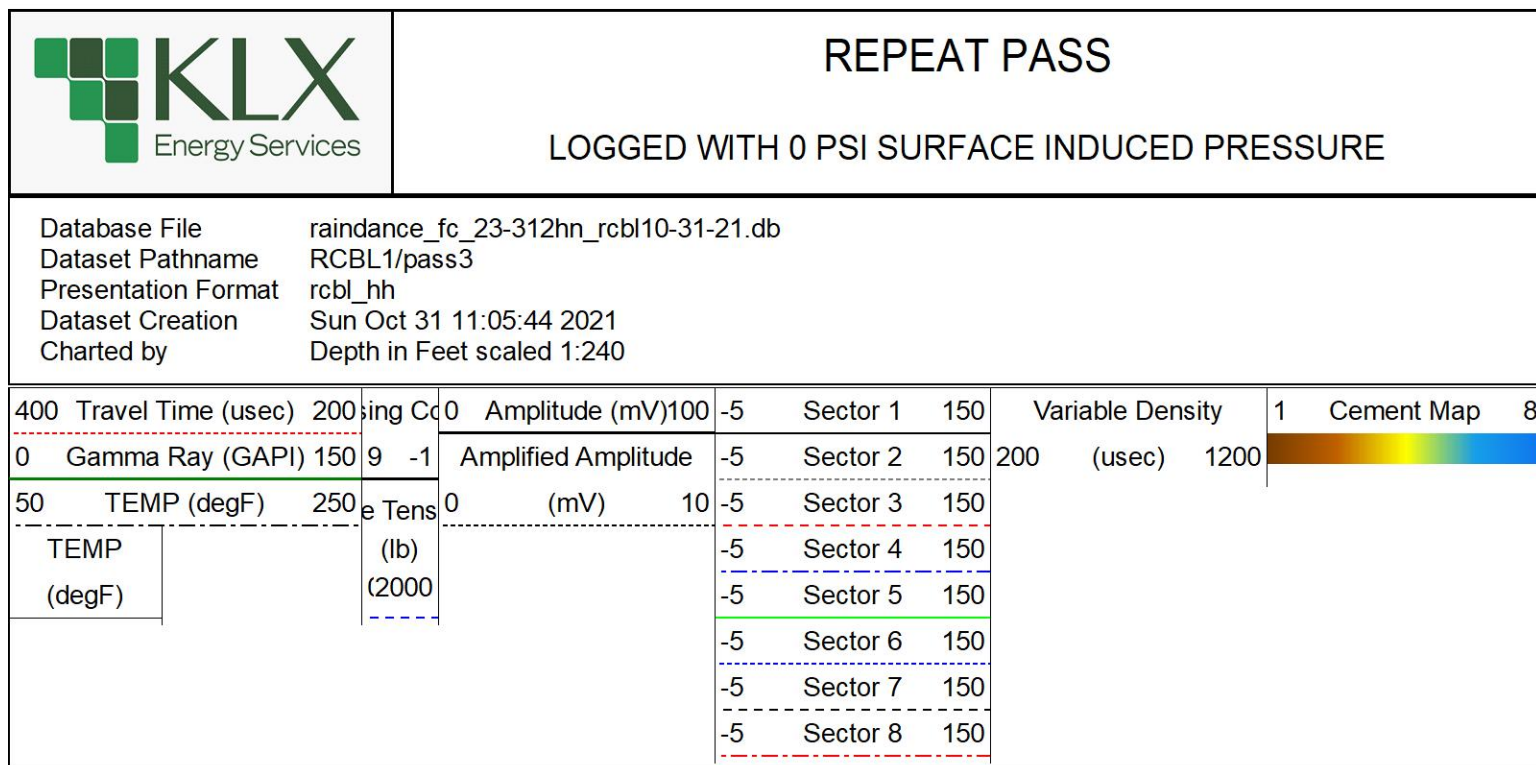 KLX
Energy Services
REPEAT PASS
LOGGED WITH 0 PSI SURFACE INDUCED PRESSURE
Database File raindance_fc_23-312hn_rcbl10-31-21.db
Dataset Pathname RCBL1/pass3
Presentation Format rcbl_hh
Dataset Creation Sun Oct 31 11:05:44 2021
Charted by Depth in Feet scaled 1:240
400 Travel Time (usec) 200
0 Gamma Ray (GAPI) 150
50 TEMP (degF) 250
TEMP
(degF)
9 -1
e Tens
(lb)
(2000
0 Amplitude (mV)100
Amplified Amplitude
0 (mV) 10
-5 Sector 1 150
-5 Sector 2 150
-5 Sector 3 150
-5 Sector 4 150
-5 Sector 5 150
-5 Sector 6 150
-5 Sector 7 150
-5 Sector 8 150
Variable Density
200 (usec) 1200
1 Cement Map 8